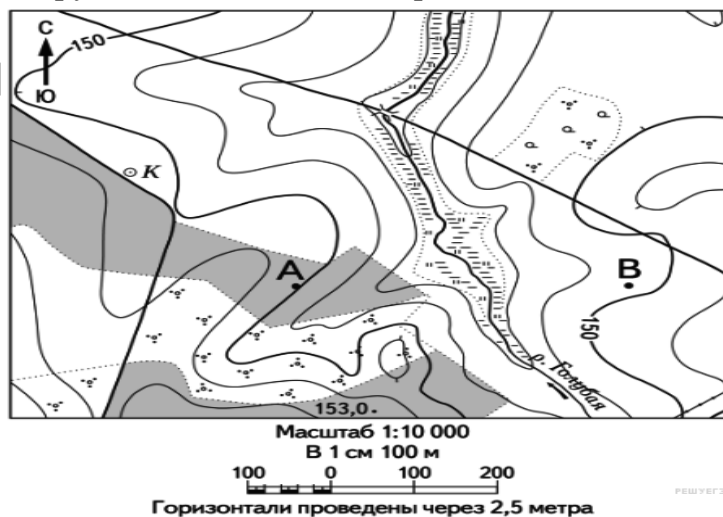 С
150
Ю
К
А
В
150
р. Голубая
153,0
Масштаб 1:10 000
В 1 см 100 м
100 0 100 200
Горизонтали проведены через 2,5 метра